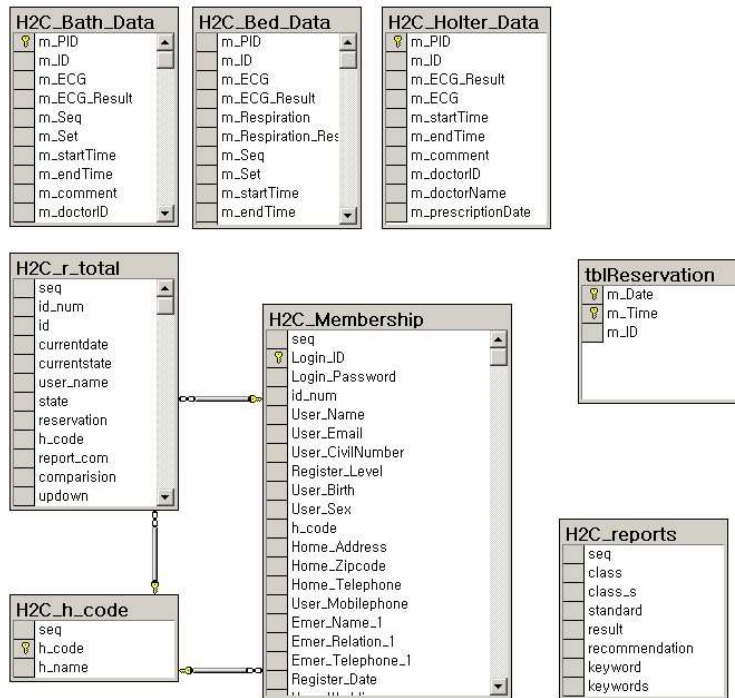 H2C_Bath_Data
m_PID
m_ID
m_ECG
m_ECG_Result
m_Seq
m_Set
m_startTime
m_endTime
m_comment
m_doctorID
H2C_Bed_Data
m_PID
m_ID
m_ECG
m_ECG_Result
m_Respiration
m_Respiration_Res
m_Seq
m_Set
m_startTime
m_endTime
H2C_Holter_Data
m_PID
m_ID
m_ECG_Result
m_ECG
m_startTime
m_endTime
m_comment
m_doctorID
m_doctorName
m_prescriptionDate
H2C_r_total
seq
id_num
id
currentdate
currentstate
user_name
state
reservation
h_code
report_com
comparision
updown
H2C_Membership
seq
Login_ID
Login_Password
id_num
User_Name
User_Email
User_CivilNumber
Register_Level
User_Birth
User_Sex
h_code
Home_Address
Home_Zipcode
Home_Telephone
User_Mobilephone
Emer_Name_1
Emer_Relation_1
Emer_Telephone_1
Register_Date
tblReservation
m_Date
m_Time
m_ID
H2C_h_code
seq
h_code
h_name
H2C_reports
seq
class
class_s
standard
result
recommendation
keyword
keywords